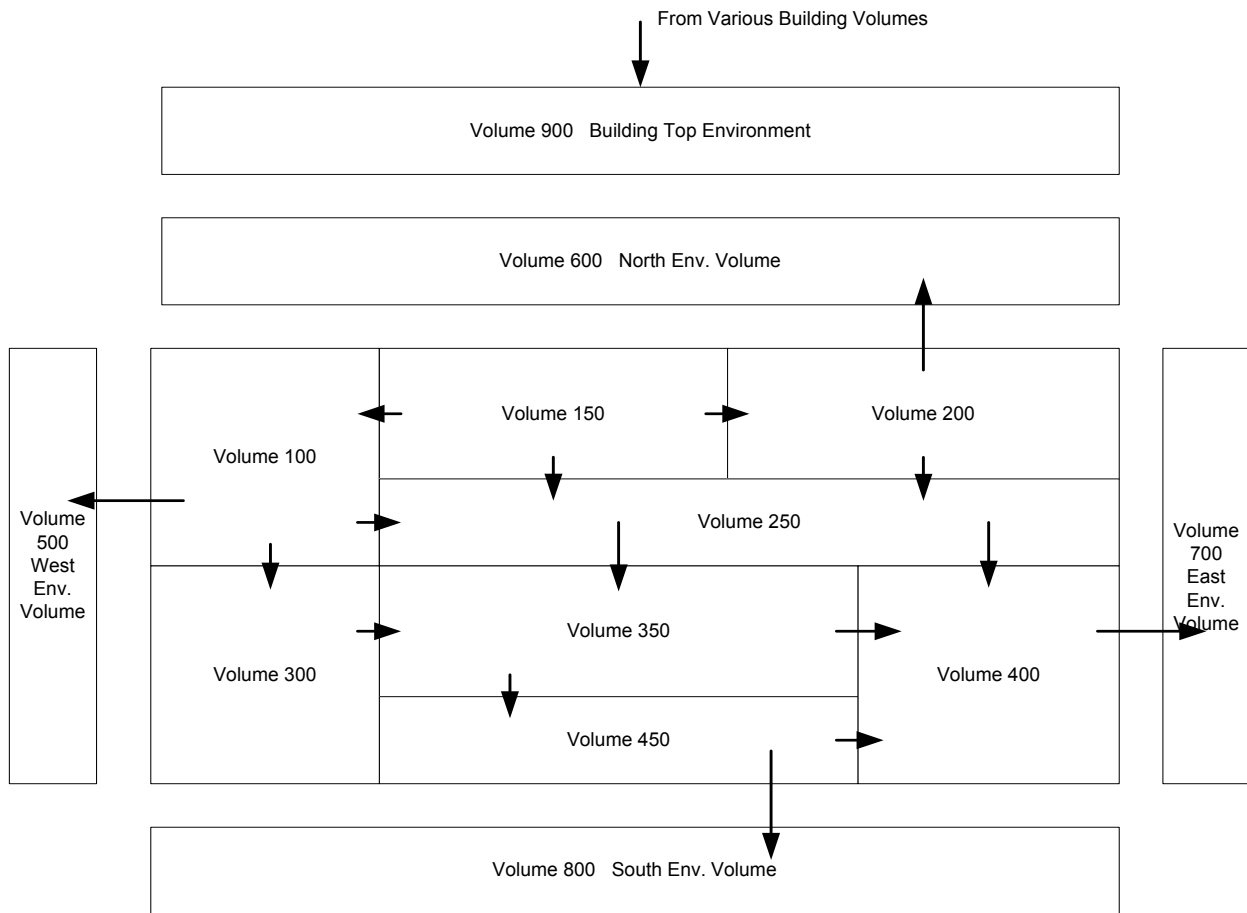 From Various Building Volumes
Volume 900   Building Top Environment
Volume 600   North Env. Volume
Volume 150
Volume 200
Volume 100
Volume 250
Volume
500
West
Env.
Volume
Volume
700
East
Env.
Volume
Volume 350
Volume 300
Volume 400
Volume 450
Volume 800   South Env. Volume